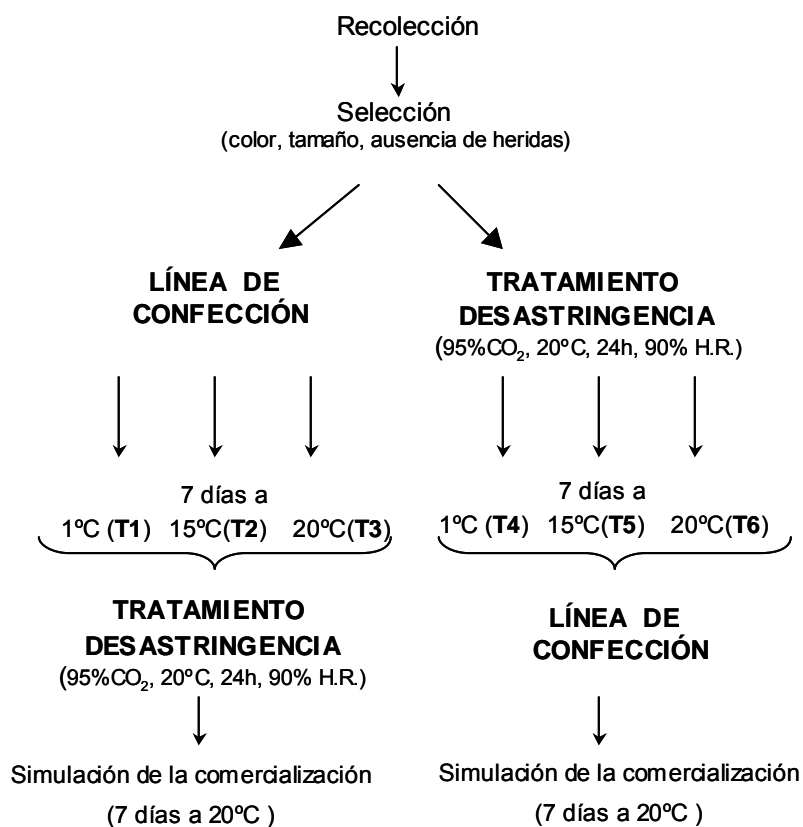 Recolección
Selección
(color, tamaño, ausencia de heridas)
LÍNEA DE
CONFECCIÓN
7 días a
1ºC (T1) 15ºC(T2) 20ºC(T3)
TRATAMIENTO
DESASTRINGENCIA
(95%CO₂, 20ºC, 24h, 90% H.R.)
Simulación de la comercialización
(7 días a 20ºC )
TRATAMIENTO
DESASTRINGENCIA
(95%CO₂, 20ºC, 24h, 90% H.R.)
7 días a
1ºC (T4) 15ºC(T5) 20ºC(T6)
LÍNEA DE
CONFECCIÓN
Simulación de la comercialización
(7 días a 20ºC )